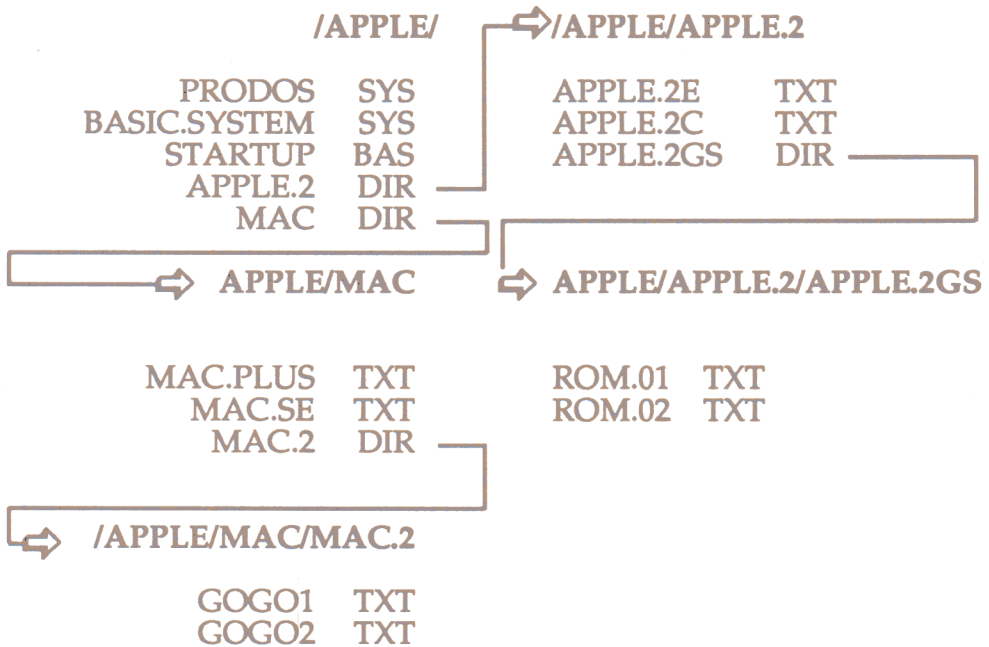 /APPLE/
PRODOS SYS
BASIC.SYSTEM SYS
STARTUP BAS
APPLE.2 DIR
MAC DIR
/APPLE/APPLE.2
APPLE.2E TXT
APPLE.2C TXT
APPLE.2GS DIR
APPLE/MAC
MAC.PLUS TXT
MAC.SE TXT
MAC.2 DIR
APPLE/APPLE.2/APPLE.2GS
ROM.01 TXT
ROM.02 TXT
/APPLE/MAC/MAC.2
GOGO1 TXT
GOGO2 TXT